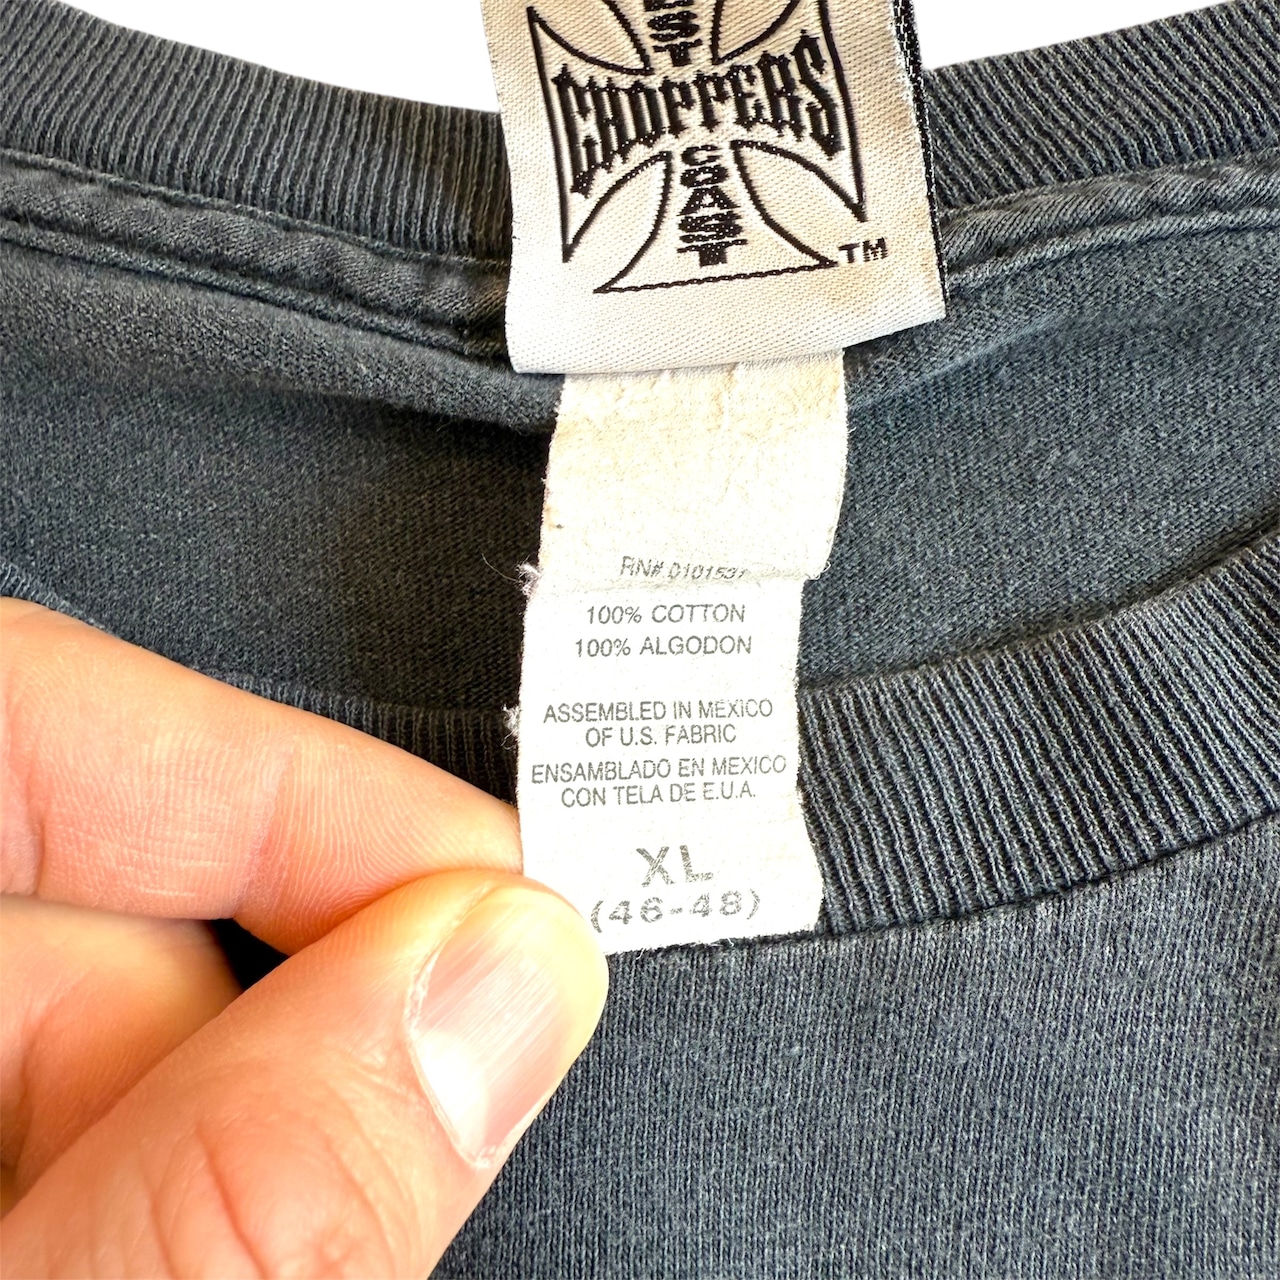 EST
CHOPPERS
COAST
TM
RN# 0101537
100% COTTON
100% ALGODON
ASSEMBLED IN MEXICO
OF U.S. FABRIC
ENSAMBLADO EN MEXICO
CON TELA DE E.U.A.
XL
(46-48)